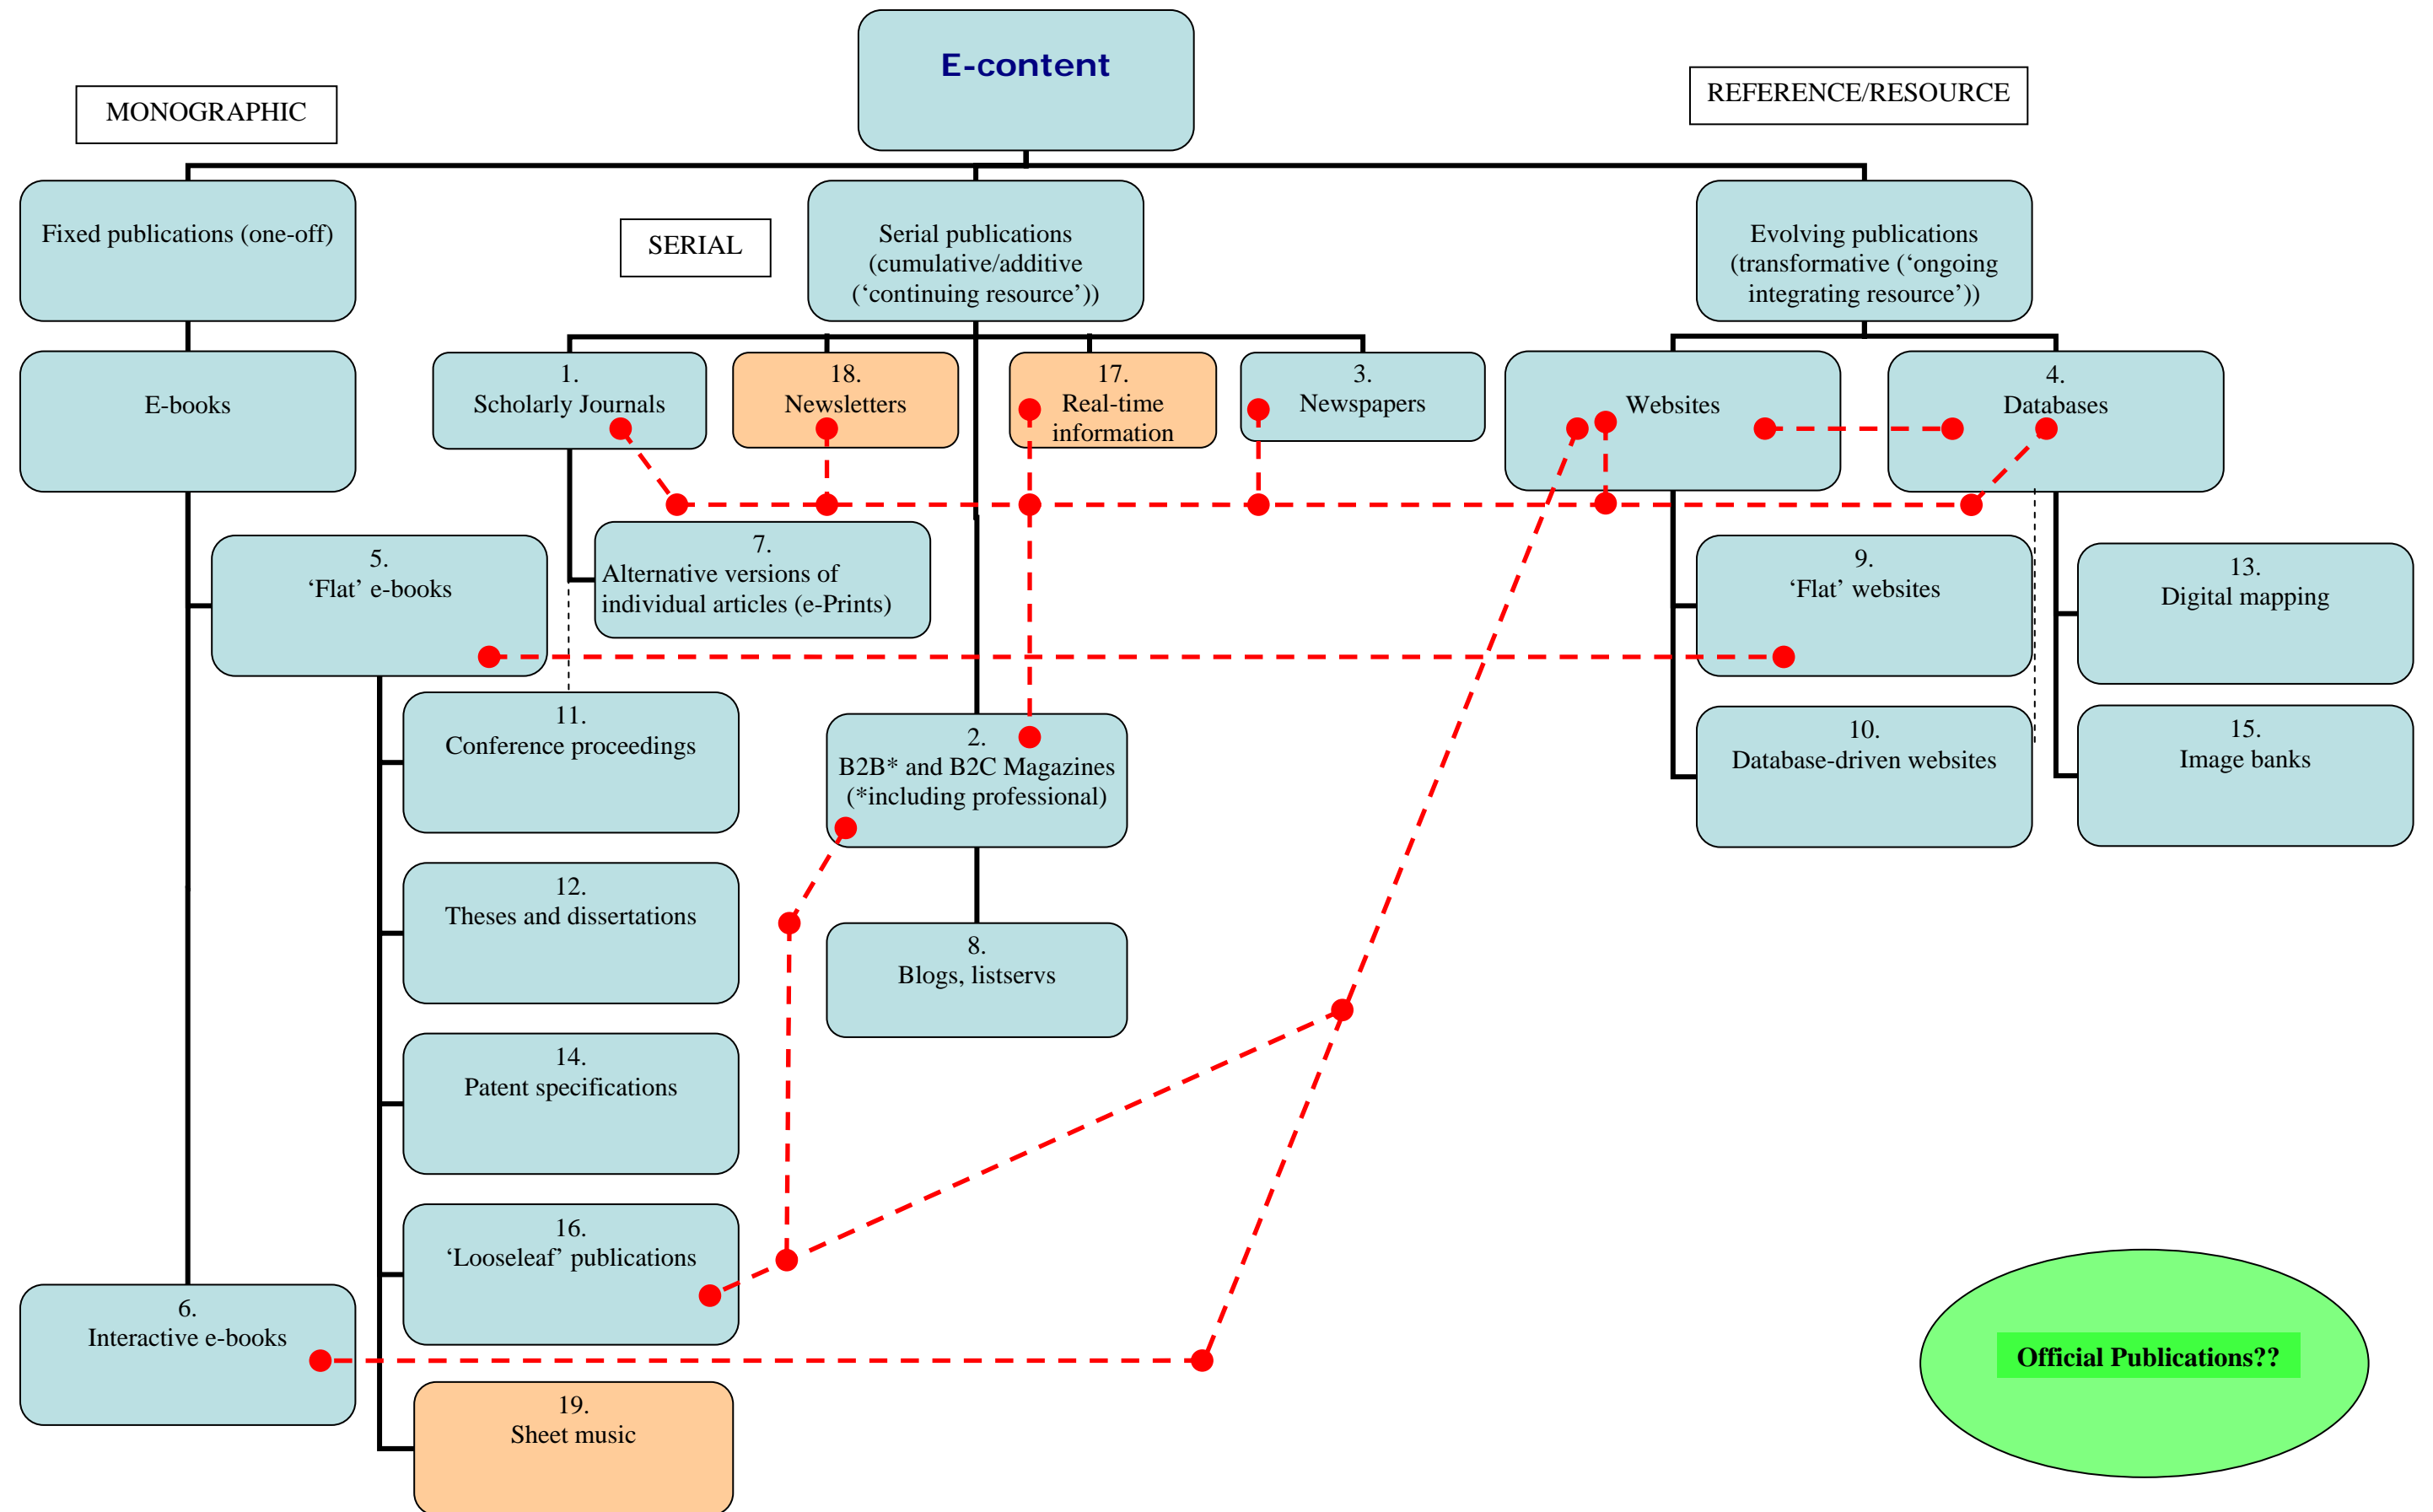 E-content
MONOGRAPHIC
REFERENCE/RESOURCE
Fixed publications (one-off)
SERIAL
Serial publications
(cumulative/additive
(‘continuing resource’))
Evolving publications
(transformative (‘ongoing
integrating resource’))
E-books
1.
Scholarly Journals
18.
Newsletters
17.
Real-time
information
3.
Newspapers
Websites
4.
Databases
5.
‘Flat’ e-books
7.
Alternative versions of
individual articles (e-Prints)
9.
‘Flat’ websites
13.
Digital mapping
11.
Conference proceedings
2.
B2B* and B2C Magazines
(*including professional)
10.
Database-driven websites
15.
Image banks
12.
Theses and dissertations
8.
Blogs, listservs
14.
Patent specifications
16.
‘Looseleaf’ publications
6.
Interactive e-books
Official Publications??
19.
Sheet music